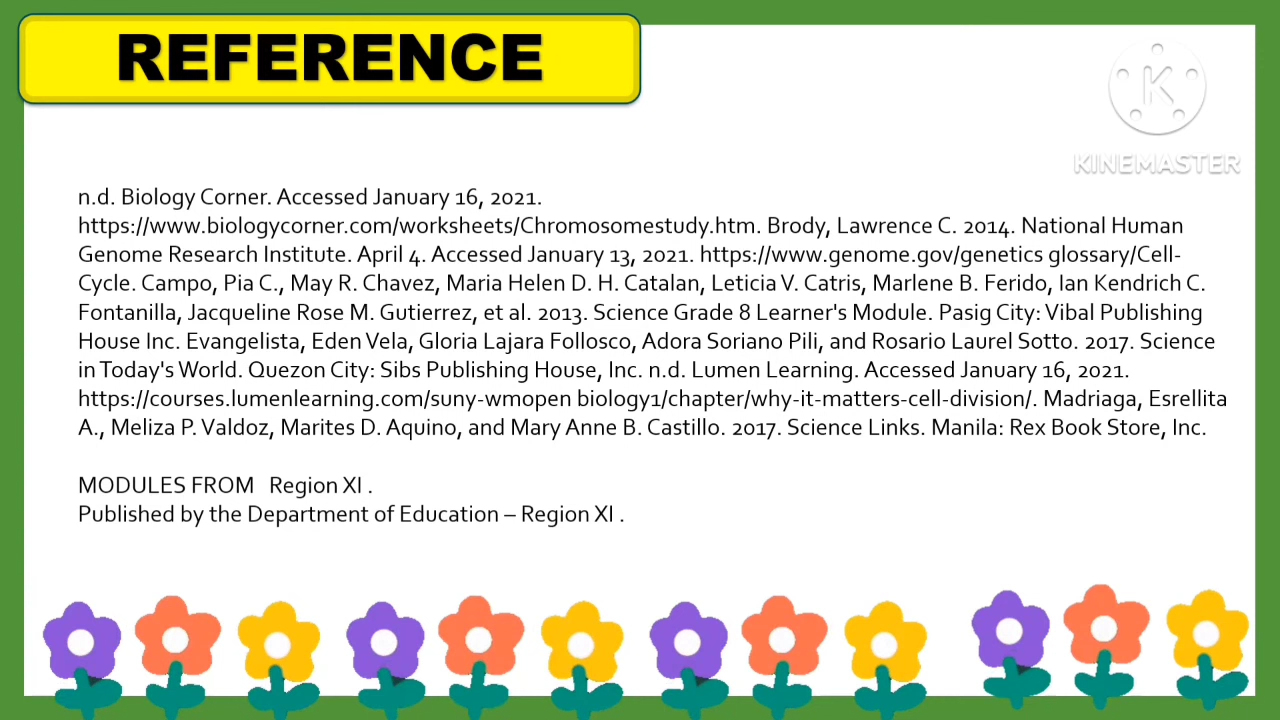 REFERENCE
K
KINEMASTER
n.d. Biology Corner. Accessed January 16, 2021.
https://www.biologycorner.com/worksheets/Chromosomestudy.htm. Brody, Lawrence C. 2014. National Human
Genome Research Institute. April 4. Accessed January 13, 2021. https://www.genome.gov/genetics glossary/Cell-
Cycle. Campo, Pia C., May R. Chavez, Maria Helen D. H. Catalan, Leticia V. Catris, Marlene B. Ferido, Ian Kendrich C.
Fontanilla, Jacqueline Rose M. Gutierrez, et al. 2013. Science Grade 8 Learner's Module. Pasig City: Vibal Publishing
House Inc. Evangelista, Eden Vela, Gloria Lajara Follosco, Adora Soriano Pili, and Rosario Laurel Sotto. 2017. Science
in Today's World. Quezon City: Sibs Publishing House, Inc. n.d. Lumen Learning. Accessed January 16, 2021.
https://courses.lumenlearning.com/suny-wmopen biology1/chapter/why-it-matters-cell-division/. Madriaga, Esrellita
A., Meliza P. Valdoz, Marites D. Aquino, and Mary Anne B. Castillo. 2017. Science Links. Manila: Rex Book Store, Inc.
MODULES FROM   Region XI .
Published by the Department of Education – Region XI .